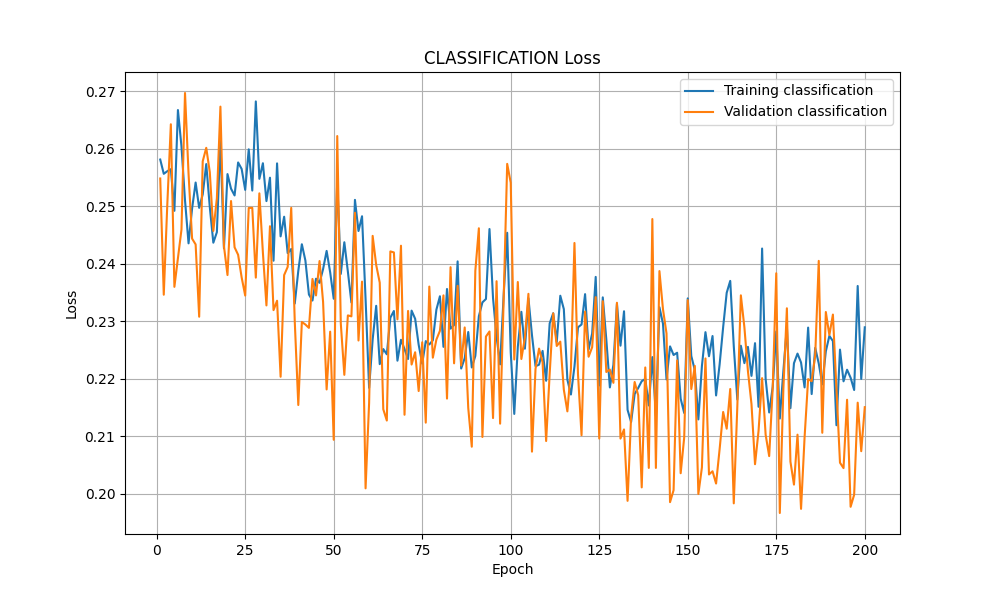 CLASSIFICATION Loss
Training classification
Validation classification
Loss
0.27
0.26
0.25
0.24
0.23
0.22
0.21
0.20
0 25 50 75 100 125 150 175 200
Epoch